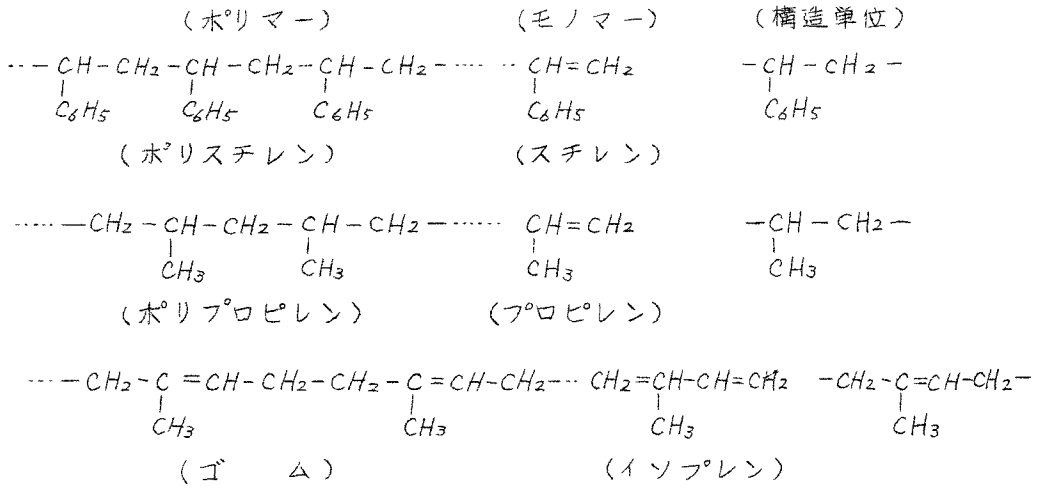 (ポリマー) (モノマー) (構造単位)
---CH-CH2-CH-CH2-CH-CH2-···· ··CH=CH2 -CH-CH2-
C6H5 C6H5 C6H5 C6H5 C6H5
(ポリスチレン) (スチレン)
·····—CH2-CH-CH2-CH-CH2-······ CH=CH2 -CH-CH2-
CH3 CH3 CH3 CH3
(ポリプロピレン) (プロピレン)
····-CH2-C=CH-CH2-CH2-C=CH-CH2-·· CH2=CH-CH=CH2 -CH2-C=CH-CH2-
CH3 CH3 CH3 CH3
(ゴム) (イソプレン)